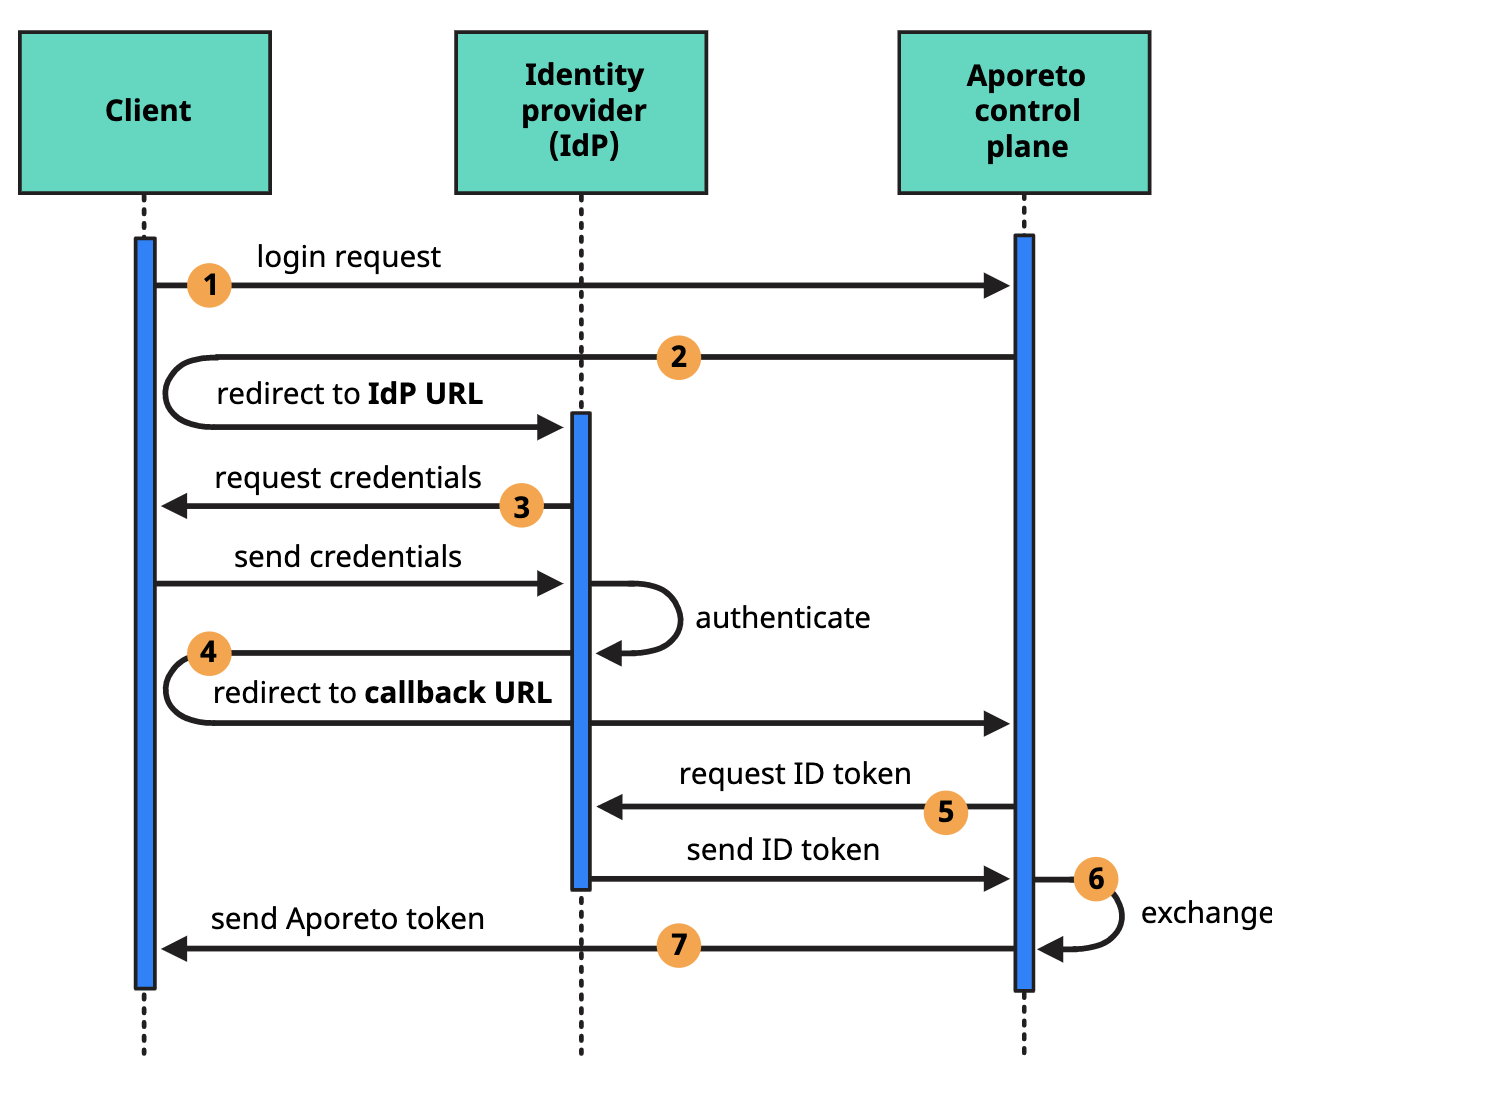 Client
Identity
provider
(IdP)
Aporeto
control
plane
login request
1
2
redirect to IdP URL
request credentials
3
send credentials
authenticate
4
redirect to callback URL
request ID token
5
send ID token
6
exchange
send Aporeto token
7